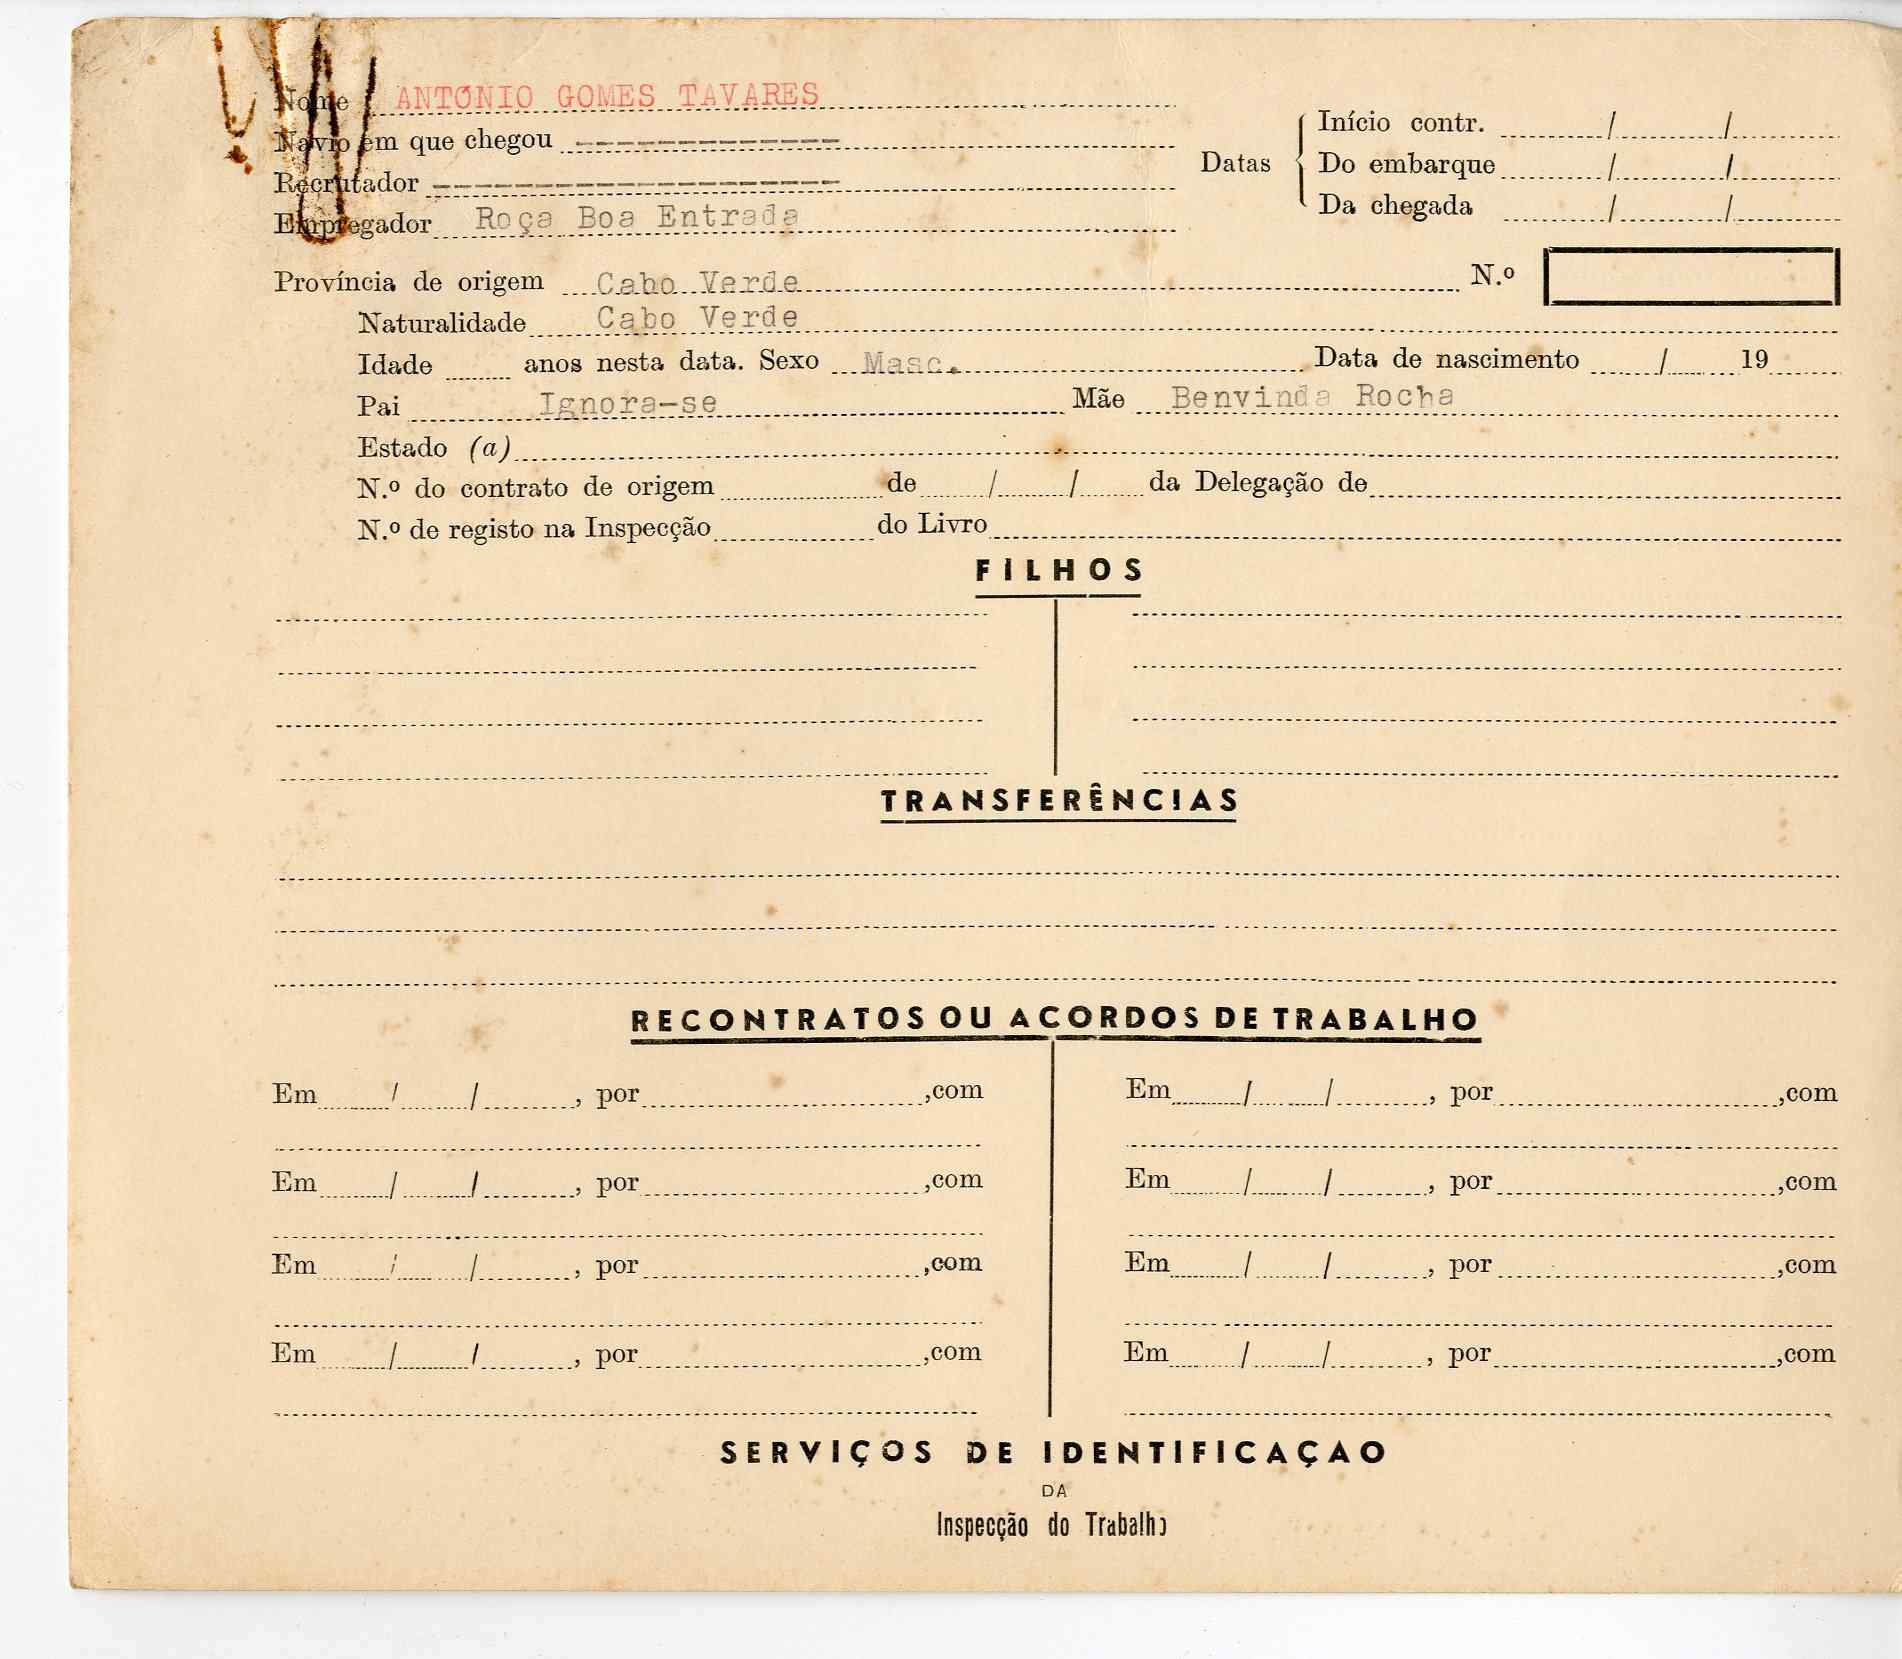 Nome ANTÓNIO GOMES TAVARES
Navio em que chegou -------------
Recrutador --------------------
Empregador Roça Boa Entrada
Datas
Início contr. / /
Do embarque / /
Da chegada / /
Província de origem Cabo Verde N.º
Naturalidade Cabo Verde
Idade anos nesta data. Sexo Masc. Data de nascimento / 19
Pai Ignora-se Mãe Benvinda Rocha
Estado (a)
N.º do contrato de origem de / / da Delegação de
N.º de registo na Inspecção do Livro
FILHOS
TRANSFERÊNCIAS
RECONTRATOS OU ACORDOS DE TRABALHO
Em / / , por ,com
Em / / , por ,com
Em / / , por ,com
Em / / , por ,com
Em / / , por ,com
Em / / , por ,com
Em / / , por ,com
Em / / , por ,com
SERVIÇOS DE IDENTIFICAÇAO
DA
Inspecção do Trabalho